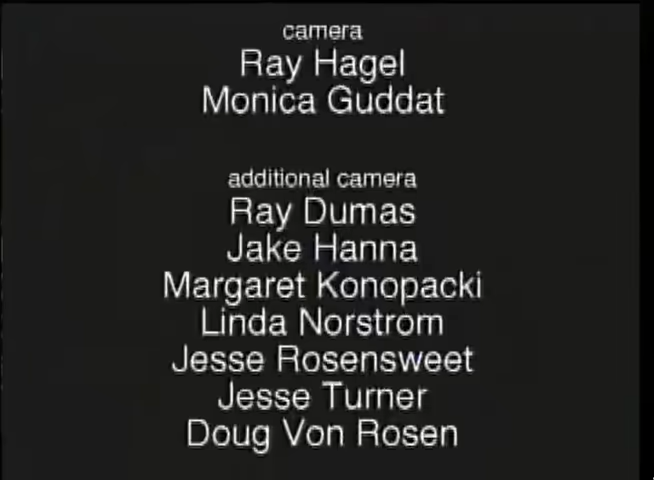 camera
Ray Hagel
Monica Guddat
additional camera
Ray Dumas
Jake Hanna
Margaret Konopacki
Linda Norstrom
Jesse Rosensweet
Jesse Turner
Doug Von Rosen